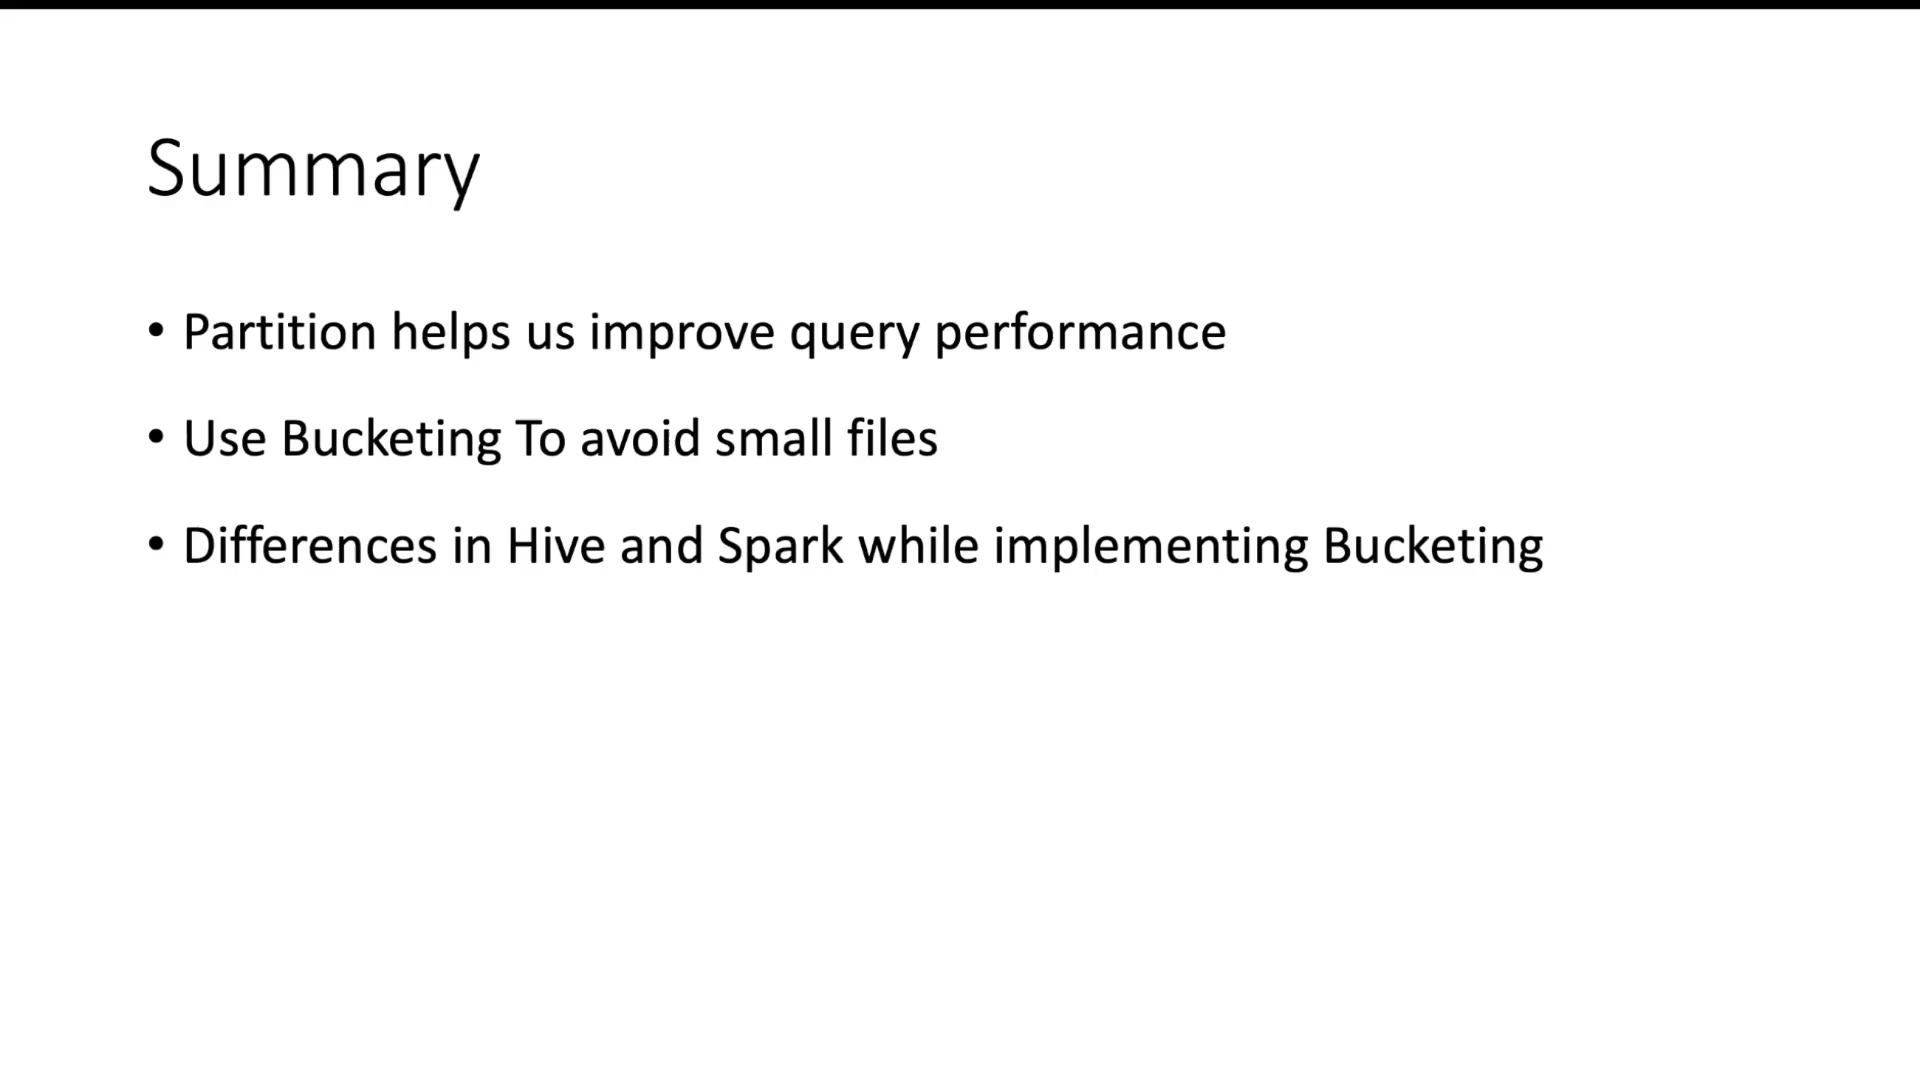 Summary
• Partition helps us improve query performance
• Use Bucketing To avoid small files
• Differences in Hive and Spark while implementing Bucketing